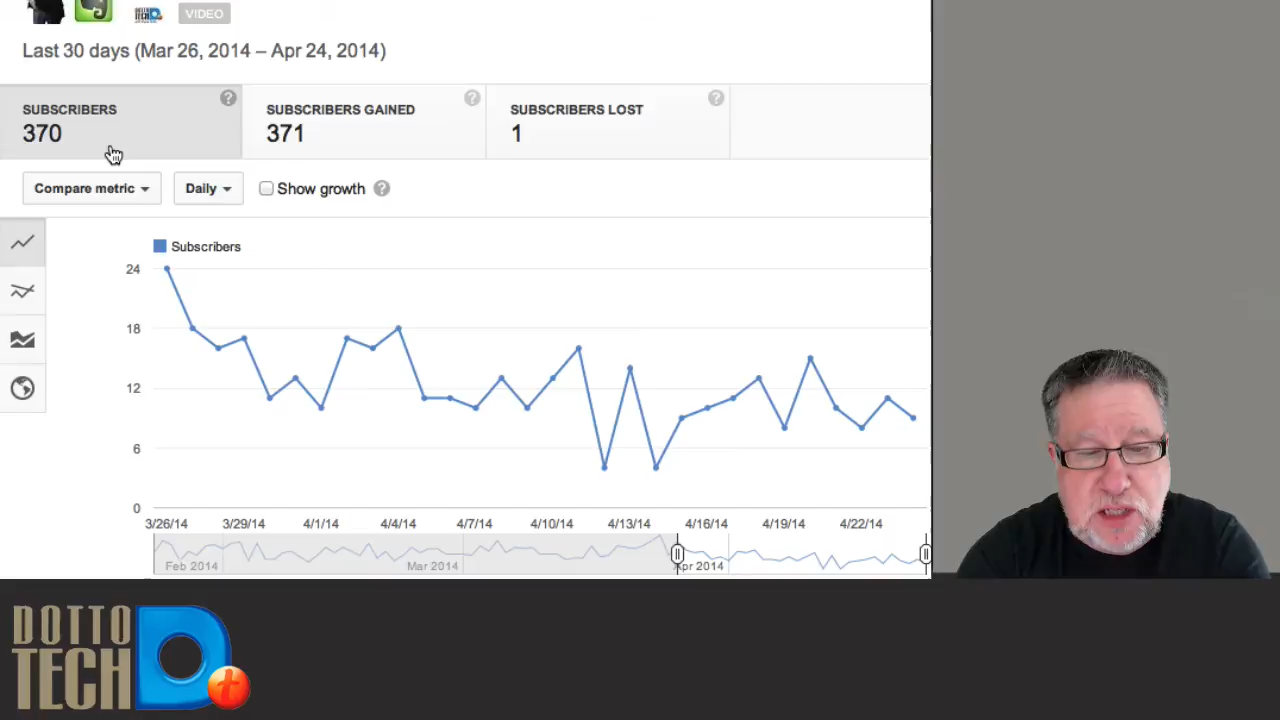 DOTTO TECH
VIDEO
Last 30 days (Mar 26, 2014 – Apr 24, 2014)
SUBSCRIBERS
370
SUBSCRIBERS GAINED
371
SUBSCRIBERS LOST
1
Compare metric
Daily
Show growth
Subscribers
24
18
12
6
0
3/26/14 3/29/14 4/1/14 4/4/14 4/7/14 4/10/14 4/13/14 4/16/14 4/19/14 4/22/14
Feb 2014 Mar 2014 Apr 2014
DOTTO
TECH
D
t